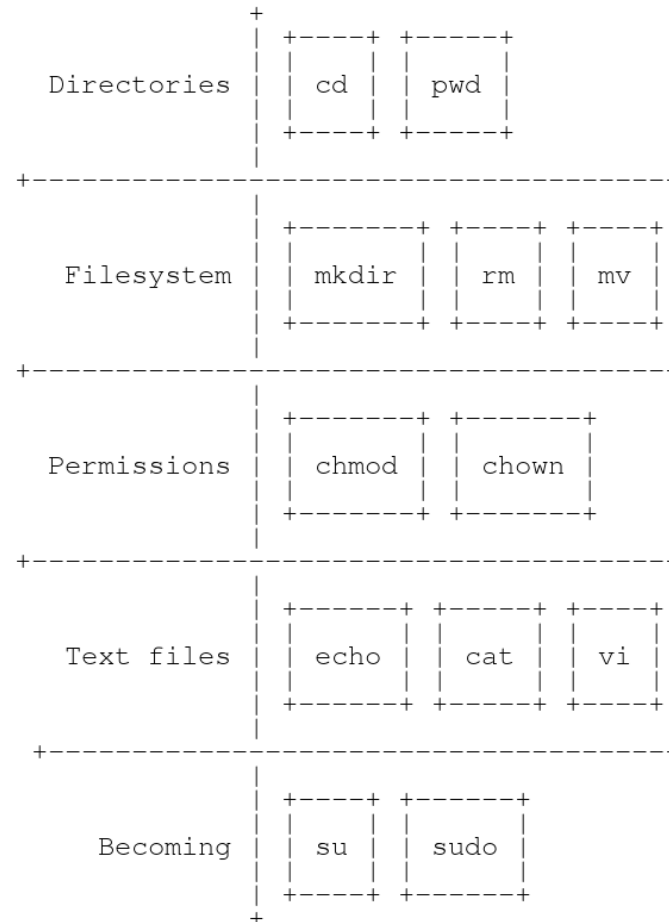 Directories cd pwd
Filesystem mkdir rm mv
Permissions chmod chown
Text files echo cat vi
Becoming su sudo